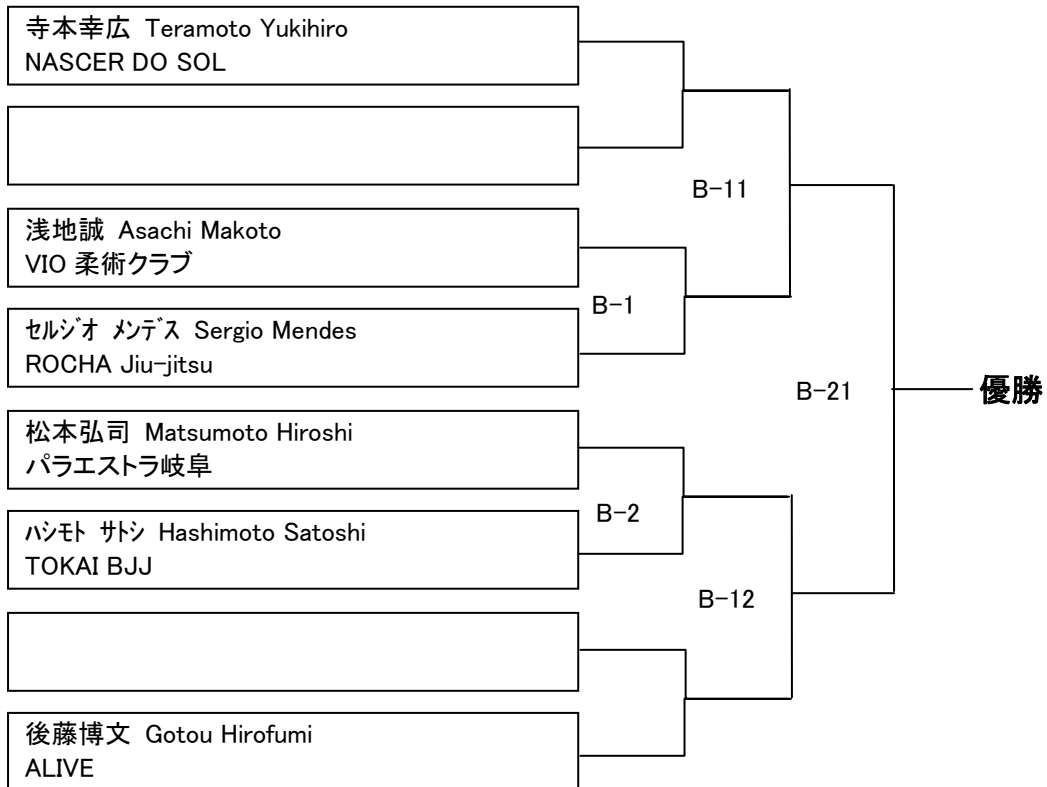 寺本幸広 Teramoto Yukihiro
NASCER DO SOL
B-11
浅地誠 Asachi Makoto
VIO 柔術クラブ
B-1
ｾﾙｼﾞｵ ﾒﾝﾃﾞｽ Sergio Mendes
ROCHA Jiu-jitsu
B-21
優勝
松本弘司 Matsumoto Hiroshi
パラエストラ岐阜
B-2
ﾊｼﾓﾄ ｻﾄｼ Hashimoto Satoshi
TOKAI BJJ
B-12
後藤博文 Gotou Hirofumi
ALIVE